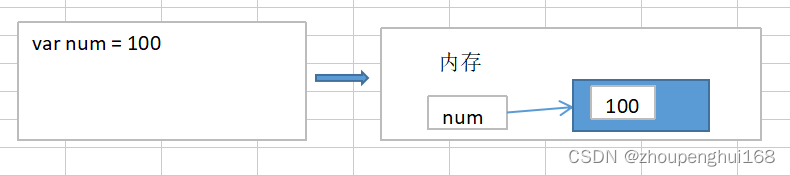 var num = 100
内存
num
100
CSDN @zhoupenghui168